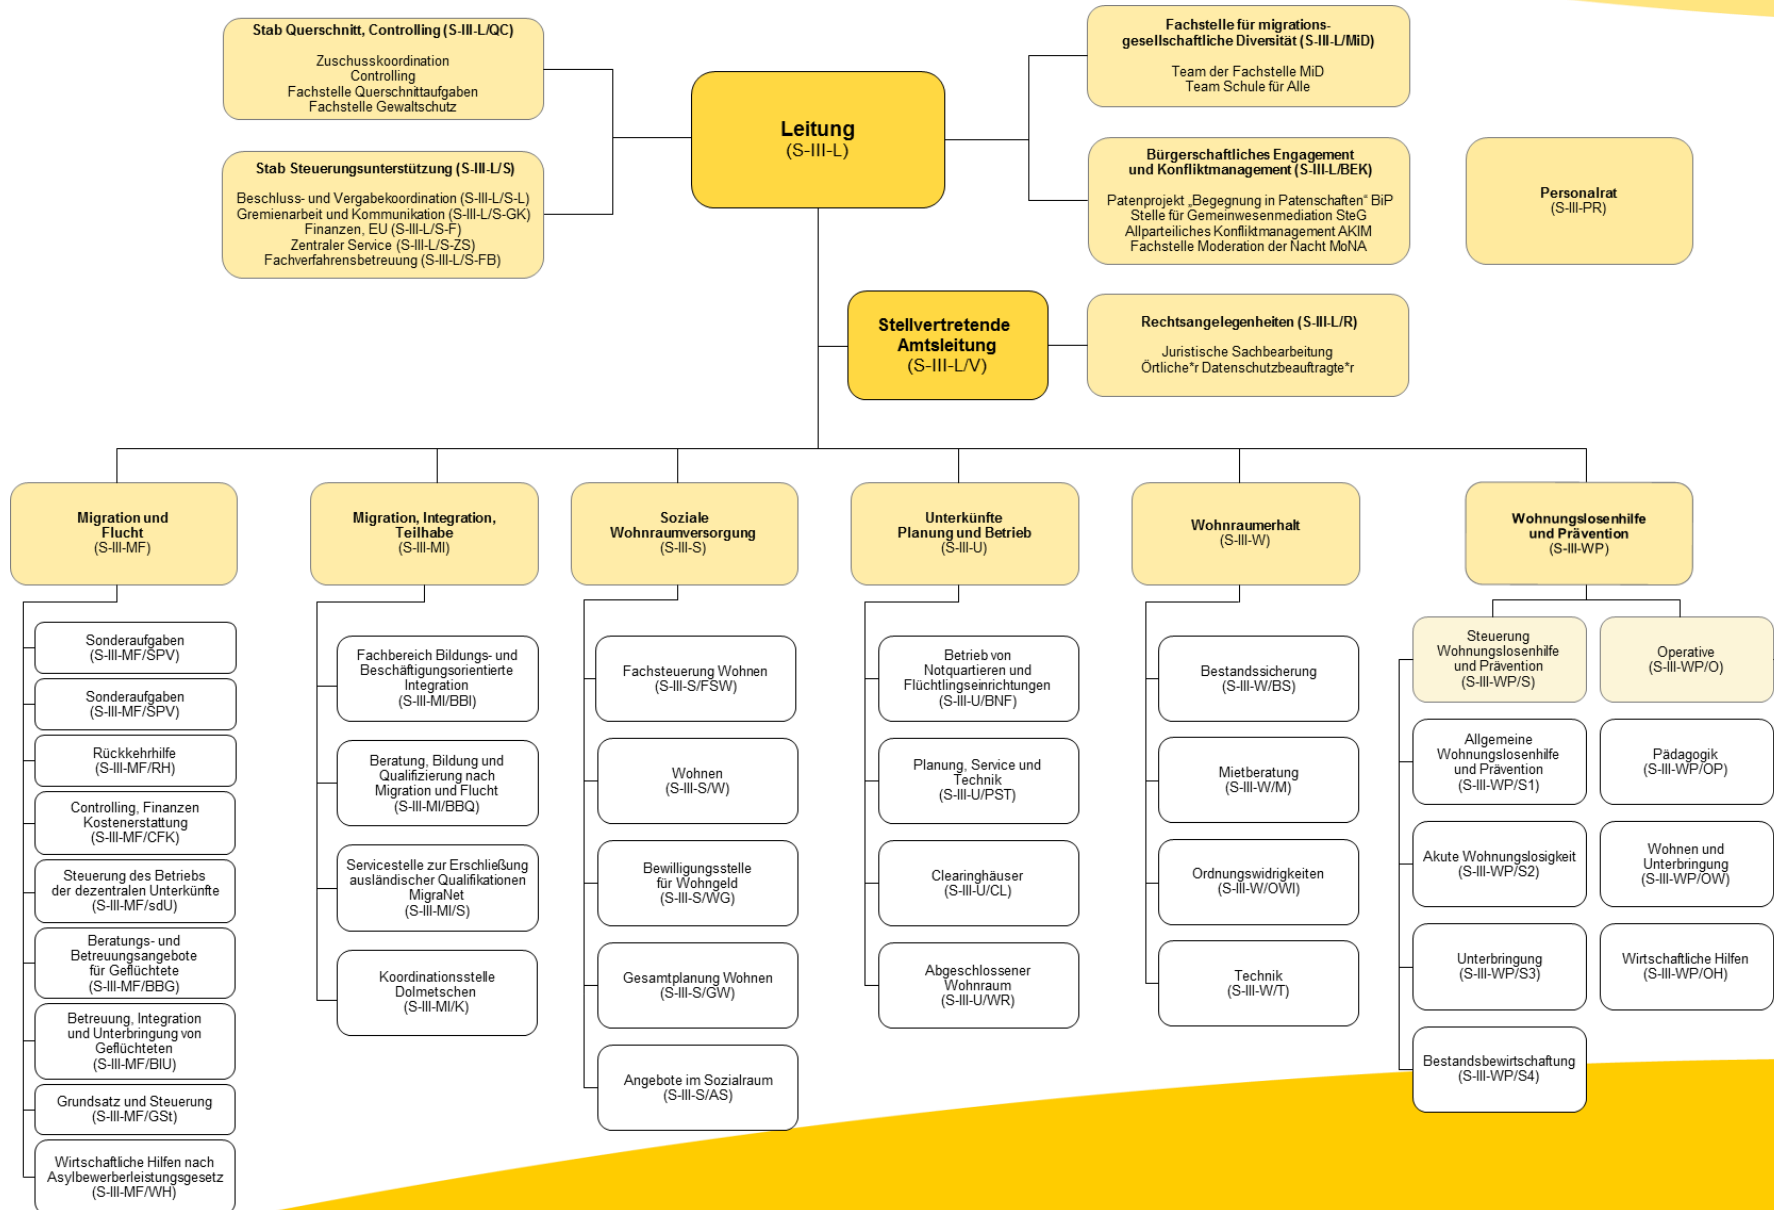 Stab Querschnitt, Controlling (S-III-L/QC)
Zuschusskoordination
Controlling
Fachstelle Querschnittaufgaben
Fachstelle Gewaltschutz
Stab Steuerungsunterstützung (S-III-L/S)
Beschluss- und Vergabekoordination (S-III-L/S-L)
Gremienarbeit und Kommunikation (S-III-L/S-GK)
Finanzen, EU (S-III-L/S-F)
Zentraler Service (S-III-L/S-ZS)
Fachverfahrensbetreuung (S-III-L/S-FB)
Leitung
(S-III-L)
Fachstelle für migrations-
gesellschaftliche Diversität (S-III-L/MiD)
Team der Fachstelle MiD
Team Schule für Alle
Bürgerschaftliches Engagement
und Konfliktmanagement (S-III-L/BEK)
Patenprojekt „Begegnung in Patenschaften“ BiP
Stelle für Gemeinwesenmediation SteG
Allparteiliches Konfliktmanagement AKIM
Fachstelle Moderation der Nacht MoNA
Personalrat
(S-III-PR)
Stellvertretende
Amtsleitung
(S-III-L/V)
Rechtsangelegenheiten (S-III-L/R)
Juristische Sachbearbeitung
Örtliche*r Datenschutzbeauftragte*r
Migration und
Flucht
(S-III-MF)
Sonderaufgaben
(S-III-MF/SPV)
Sonderaufgaben
(S-III-MF/SPV)
Rückkehrhilfe
(S-III-MF/RH)
Controlling, Finanzen
Kostenerstattung
(S-III-MF/CFK)
Steuerung des Betriebs
der dezentralen Unterkünfte
(S-III-MF/sdU)
Beratungs- und
Betreuungsangebote
für Geflüchtete
(S-III-MF/BBG)
Betreuung, Integration
und Unterbringung von
Geflüchteten
(S-III-MF/BIU)
Grundsatz und Steuerung
(S-III-MF/GSt)
Wirtschaftliche Hilfen nach
Asylbewerberleistungsgesetz
(S-III-MF/WH)
Migration, Integration,
Teilhabe
(S-III-MI)
Fachbereich Bildungs- und
Beschäftigungsorientierte
Integration
(S-III-MI/BBI)
Beratung, Bildung und
Qualifizierung nach
Migration und Flucht
(S-III-MI/BBQ)
Servicestelle zur Erschließung
ausländischer Qualifikationen
MigraNet
(S-III-MI/S)
Koordinationsstelle
Dolmetschen
(S-III-MI/K)
Soziale
Wohnraumversorgung
(S-III-S)
Fachsteuerung Wohnen
(S-III-S/FSW)
Wohnen
(S-III-S/W)
Bewilligungsstelle
für Wohngeld
(S-III-S/WG)
Gesamtplanung Wohnen
(S-III-S/GW)
Angebote im Sozialraum
(S-III-S/AS)
Unterkünfte
Planung und Betrieb
(S-III-U)
Betrieb von
Notquartieren und
Flüchtlingseinrichtungen
(S-III-U/BNF)
Planung, Service und
Technik
(S-III-U/PST)
Clearinghäuser
(S-III-U/CL)
Abgeschlossener
Wohnraum
(S-III-U/WR)
Wohnraumerhalt
(S-III-W)
Bestandssicherung
(S-III-W/BS)
Mietberatung
(S-III-W/M)
Ordnungswidrigkeiten
(S-III-W/OWI)
Technik
(S-III-W/T)
Wohnungslosenhilfe
und Prävention
(S-III-WP)
Steuerung
Wohnungslosenhilfe
und Prävention
(S-III-WP/S)
Allgemeine
Wohnungslosenhilfe
und Prävention
(S-III-WP/S1)
Akute Wohnungslosigkeit
(S-III-WP/S2)
Unterbringung
(S-III-WP/S3)
Bestandsbewirtschaftung
(S-III-WP/S4)
Operative
(S-III-WP/O)
Pädagogik
(S-III-WP/OP)
Wohnen und
Unterbringung
(S-III-WP/OW)
Wirtschaftliche Hilfen
(S-III-WP/OH)